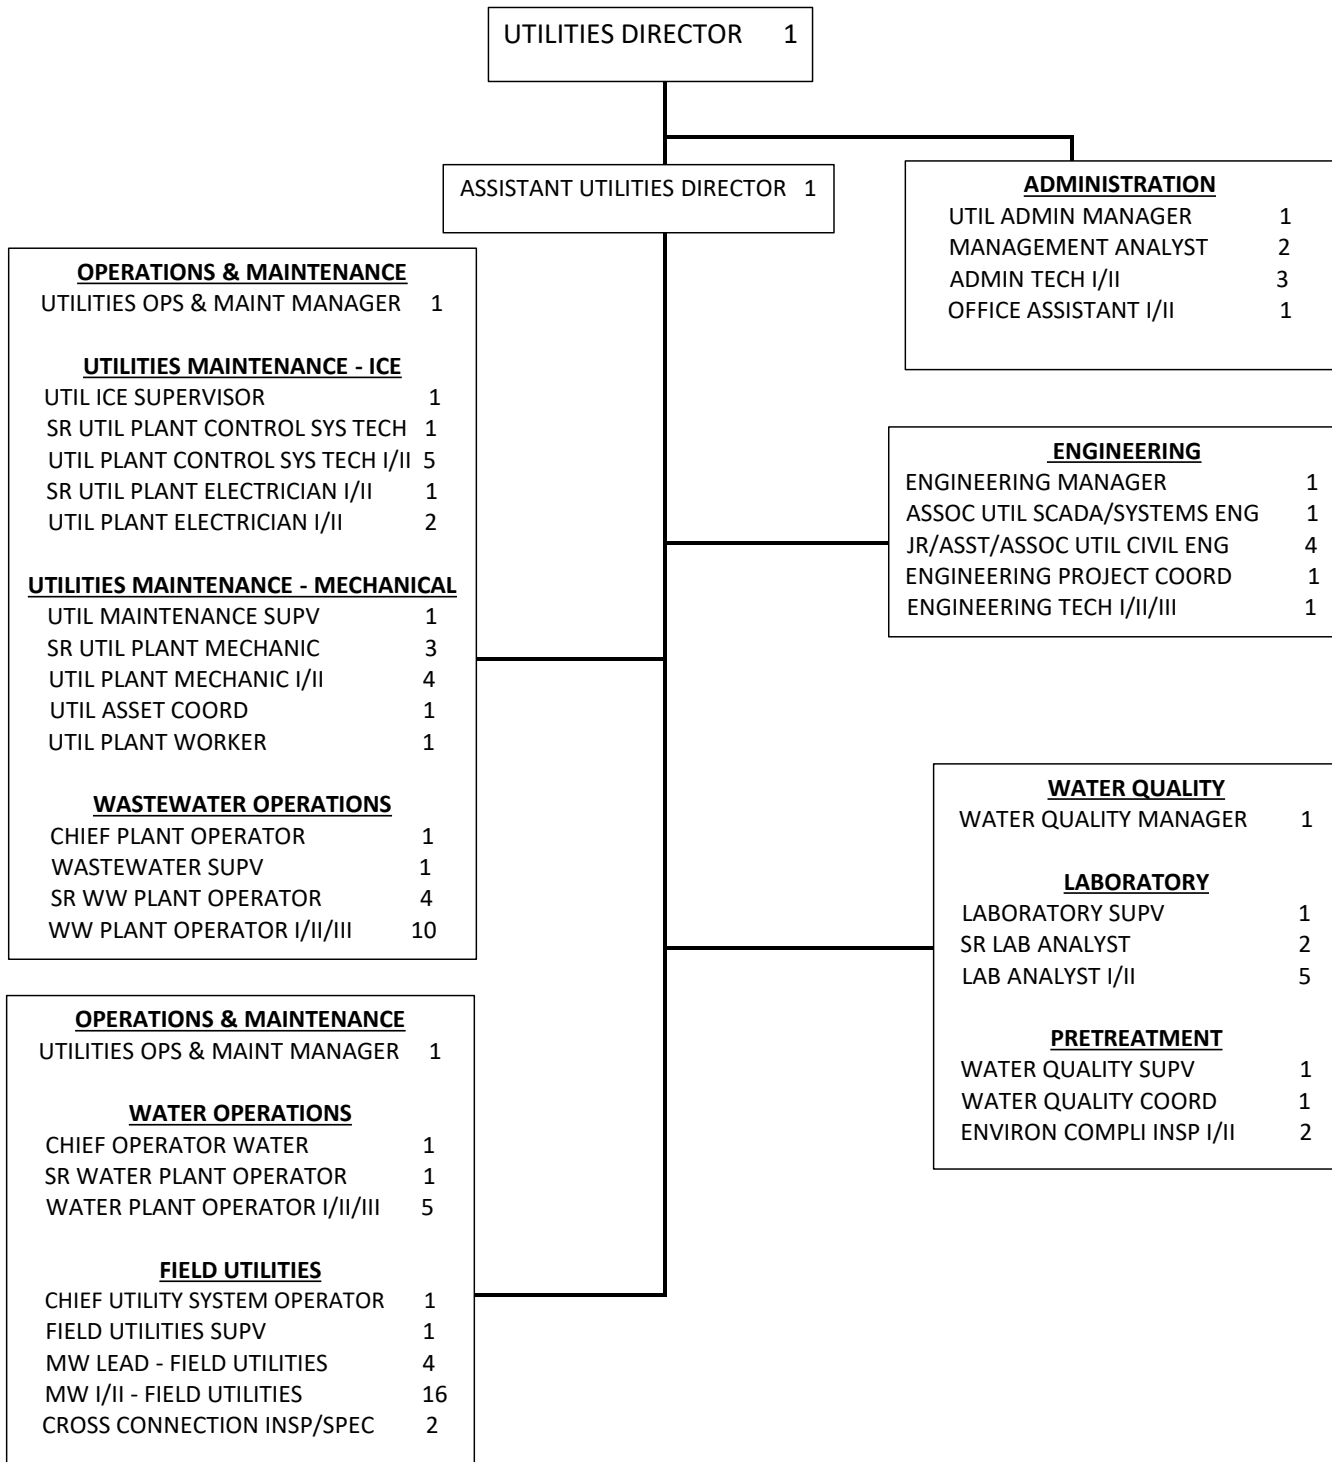 UTILITIES DIRECTOR 1
ASSISTANT UTILITIES DIRECTOR 1
ADMINISTRATION
UTIL ADMIN MANAGER 1
MANAGEMENT ANALYST 2
ADMIN TECH I/II 3
OFFICE ASSISTANT I/II 1
OPERATIONS & MAINTENANCE
UTILITIES OPS & MAINT MANAGER 1
UTILITIES MAINTENANCE - ICE
UTIL ICE SUPERVISOR 1
SR UTIL PLANT CONTROL SYS TECH 1
UTIL PLANT CONTROL SYS TECH I/II 5
SR UTIL PLANT ELECTRICIAN I/II 1
UTIL PLANT ELECTRICIAN I/II 2
UTILITIES MAINTENANCE - MECHANICAL
UTIL MAINTENANCE SUPV 1
SR UTIL PLANT MECHANIC 3
UTIL PLANT MECHANIC I/II 4
UTIL ASSET COORD 1
UTIL PLANT WORKER 1
WASTEWATER OPERATIONS
CHIEF PLANT OPERATOR 1
WASTEWATER SUPV 1
SR WW PLANT OPERATOR 4
WW PLANT OPERATOR I/II/III 10
ENGINEERING
ENGINEERING MANAGER 1
ASSOC UTIL SCADA/SYSTEMS ENG 1
JR/ASST/ASSOC UTIL CIVIL ENG 4
ENGINEERING PROJECT COORD 1
ENGINEERING TECH I/II/III 1
WATER QUALITY
WATER QUALITY MANAGER 1
LABORATORY
LABORATORY SUPV 1
SR LAB ANALYST 2
LAB ANALYST I/II 5
PRETREATMENT
WATER QUALITY SUPV 1
WATER QUALITY COORD 1
ENVIRON COMPLI INSP I/II 2
OPERATIONS & MAINTENANCE
UTILITIES OPS & MAINT MANAGER 1
WATER OPERATIONS
CHIEF OPERATOR WATER 1
SR WATER PLANT OPERATOR 1
WATER PLANT OPERATOR I/II/III 5
FIELD UTILITIES
CHIEF UTILITY SYSTEM OPERATOR 1
FIELD UTILITIES SUPV 1
MW LEAD - FIELD UTILITIES 4
MW I/II - FIELD UTILITIES 16
CROSS CONNECTION INSP/SPEC 2